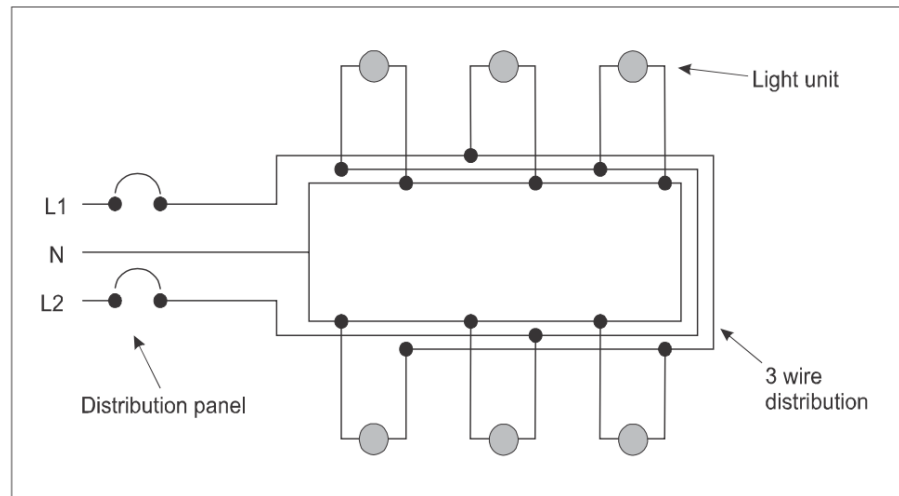 Light unit
L1
N
L2
Distribution panel
3 wire
distribution